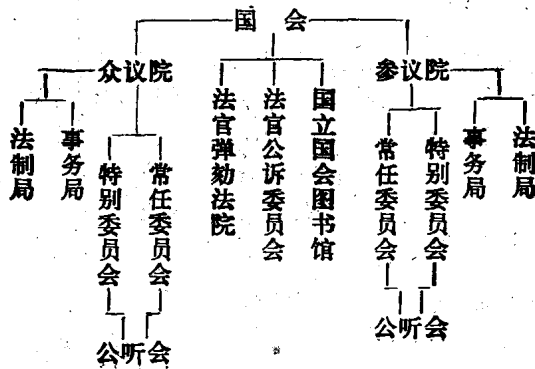 国会
众议院
参议院
法制局
事务局
特别委员会
常任委员会
法官弹劾法院
法官公诉委员会
国立国会图书馆
常任委员会
特别委员会
事务局
法制局
公听会
公听会